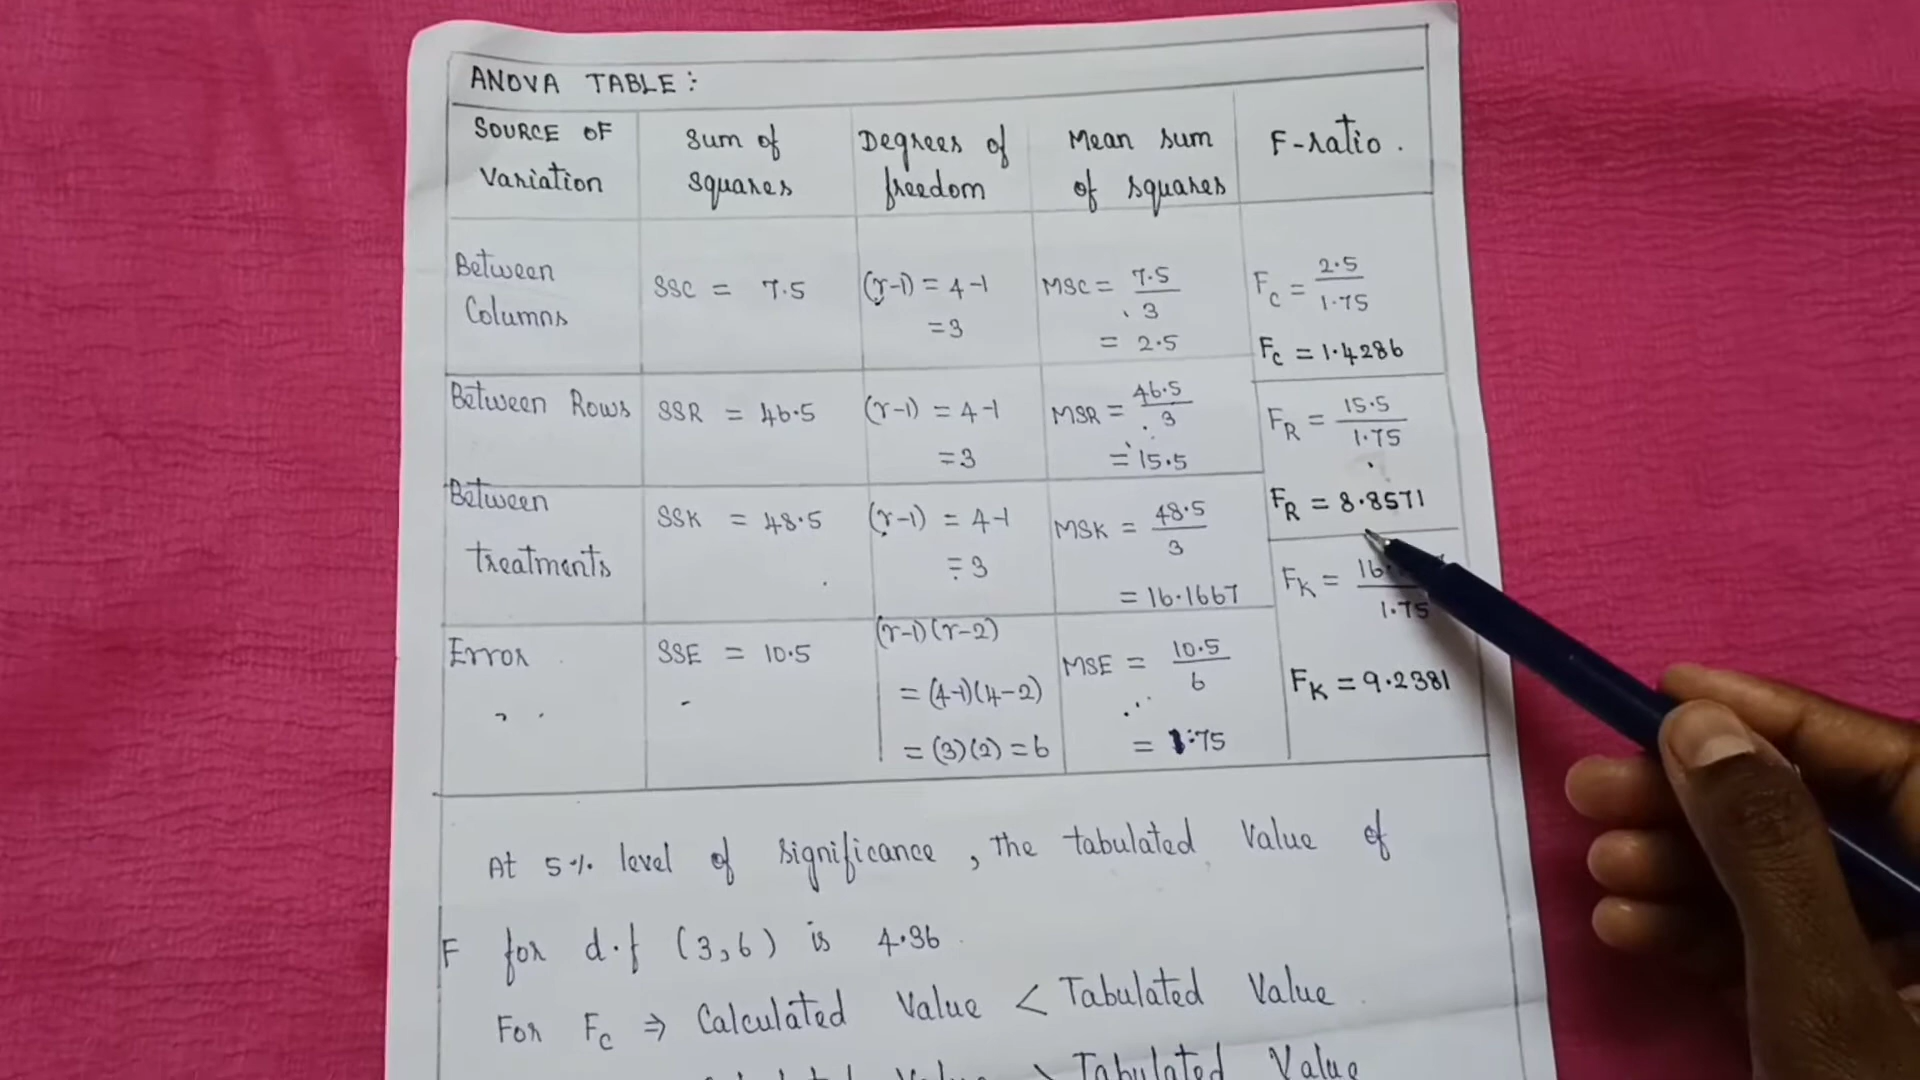 ANOVA TABLE :
SOURCE OF Variation
Sum of squares
Degrees of freedom
Mean sum of squares
F-ratio .
Between Columns
SSC = 7.5
(r-1) = 4-1
= 3
MSC = 7.5/3
= 2.5
Fc = 2.5/1.75
Fc = 1.4286
Between Rows
SSR = 46.5
(r-1) = 4-1
= 3
MSR = 46.5/3
= 15.5
FR = 15.5/1.75
FR = 8.8571
Between treatments
SSK = 48.5
(r-1) = 4-1
= 3
MSK = 48.5/3
= 16.1667
FK = 16./1.75
FK = 9.2381
Error
SSE = 10.5
(r-1)(r-2)
= (4-1)(4-2)
= (3)(2) = 6
MSE = 10.5/6
= 1.75
At 5% level of significance , the tabulated value of
F for d.f (3,6) is 4.36
For Fc ⇒ Calculated Value < Tabulated Value
Tabulated Value